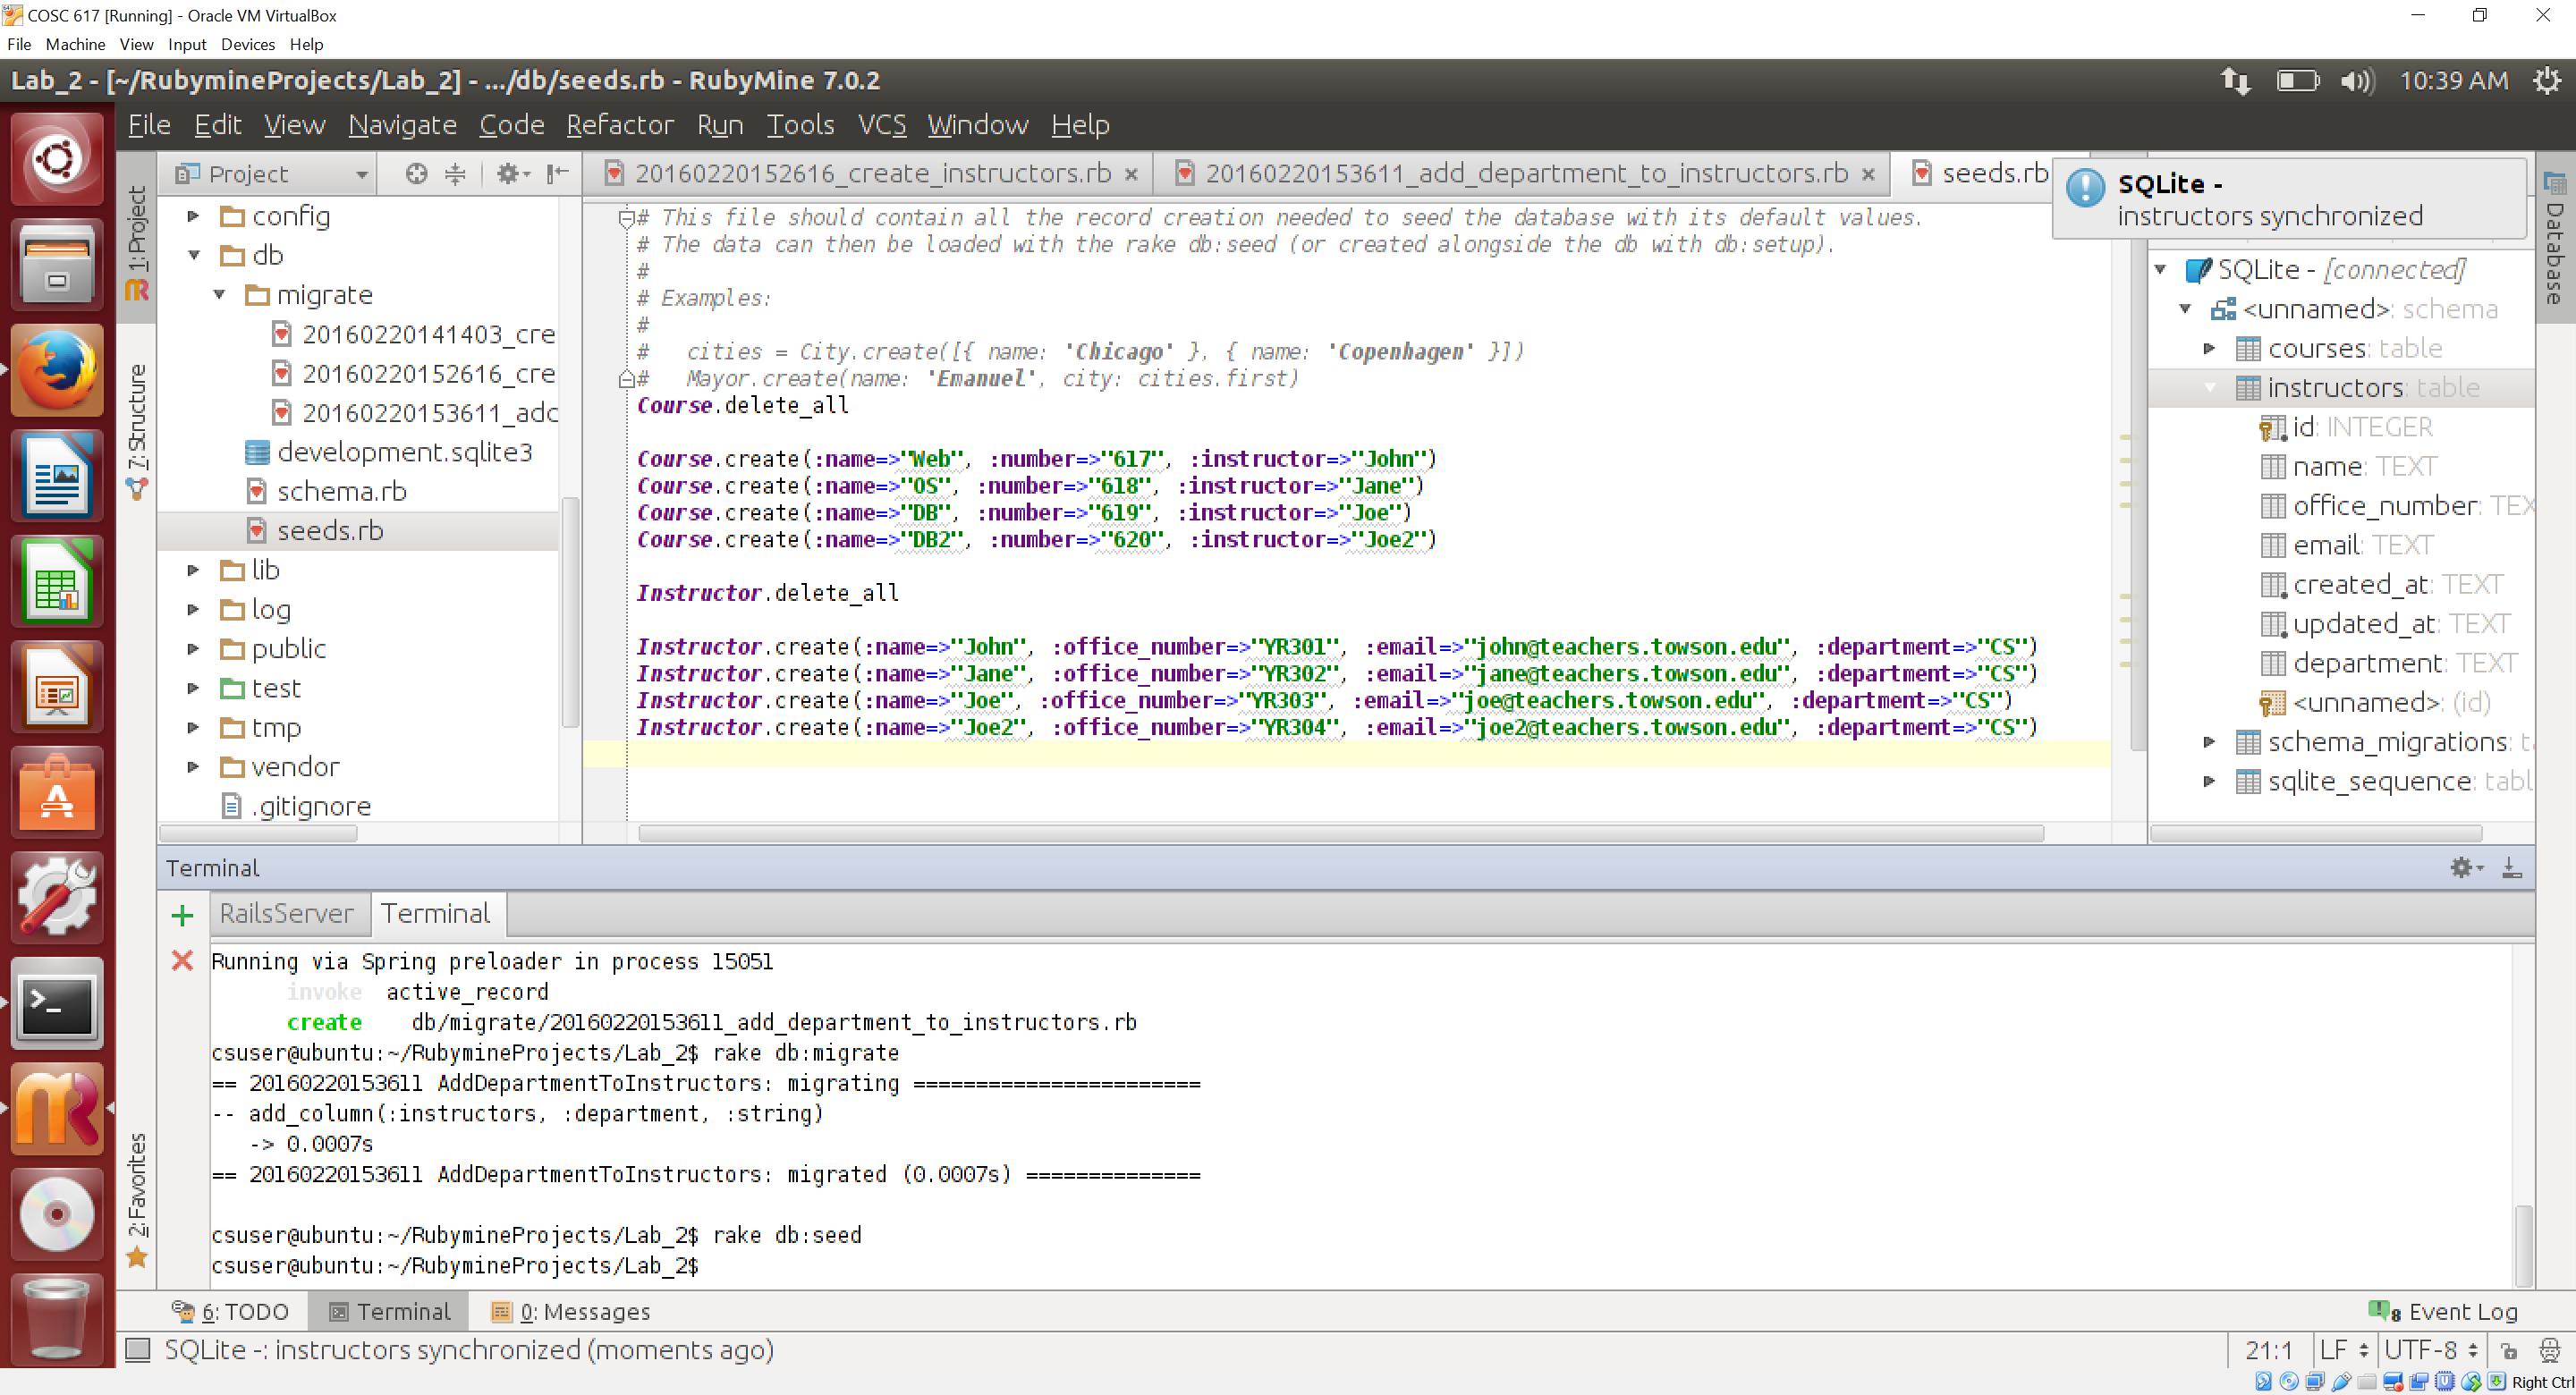 COSC 617 [Running] - Oracle VM VirtualBox
File Machine View Input Devices Help
Lab_2 - [~/RubymineProjects/Lab_2] - .../db/seeds.rb - RubyMine 7.0.2
10:39 AM
File Edit View Navigate Code Refactor Run Tools VCS Window Help
1: Project
7: Structure
2: Favorites
Project
config
db
migrate
20160220141403_cre
20160220152616_cre
20160220153611_add
development.sqlite3
schema.rb
seeds.rb
lib
log
public
test
tmp
vendor
.gitignore
20160220152616_create_instructors.rb
20160220153611_add_department_to_instructors.rb
seeds.rb
# This file should contain all the record creation needed to seed the database with its default values.
# The data can then be loaded with the rake db:seed (or created alongside the db with db:setup).
#
# Examples:
#
#   cities = City.create([{ name: 'Chicago' }, { name: 'Copenhagen' }])
#   Mayor.create(name: 'Emanuel', city: cities.first)
Course.delete_all
Course.create(:name=>"Web", :number=>"617", :instructor=>"John")
Course.create(:name=>"OS", :number=>"618", :instructor=>"Jane")
Course.create(:name=>"DB", :number=>"619", :instructor=>"Joe")
Course.create(:name=>"DB2", :number=>"620", :instructor=>"Joe2")
Instructor.delete_all
Instructor.create(:name=>"John", :office_number=>"YR301", :email=>"john@teachers.towson.edu", :department=>"CS")
Instructor.create(:name=>"Jane", :office_number=>"YR302", :email=>"jane@teachers.towson.edu", :department=>"CS")
Instructor.create(:name=>"Joe", :office_number=>"YR303", :email=>"joe@teachers.towson.edu", :department=>"CS")
Instructor.create(:name=>"Joe2", :office_number=>"YR304", :email=>"joe2@teachers.towson.edu", :department=>"CS")
SQLite -
instructors synchronized
Database
SQLite - [connected]
<unnamed>: schema
courses: table
instructors: table
id: INTEGER
name: TEXT
office_number: TEX
email: TEXT
created_at: TEXT
updated_at: TEXT
department: TEXT
<unnamed>: (id)
schema_migrations: ta
sqlite_sequence: tabl
Terminal
RailsServer
Terminal
Running via Spring preloader in process 15051
invoke  active_record
create    db/migrate/20160220153611_add_department_to_instructors.rb
csuser@ubuntu:~/RubymineProjects/Lab_2$ rake db:migrate
== 20160220153611 AddDepartmentToInstructors: migrating =======================
-- add_column(:instructors, :department, :string)
-> 0.0007s
== 20160220153611 AddDepartmentToInstructors: migrated (0.0007s) ==============
csuser@ubuntu:~/RubymineProjects/Lab_2$ rake db:seed
csuser@ubuntu:~/RubymineProjects/Lab_2$
6: TODO
Terminal
0: Messages
8 Event Log
SQLite -: instructors synchronized (moments ago)
21:1
LF
UTF-8
Right Ctrl